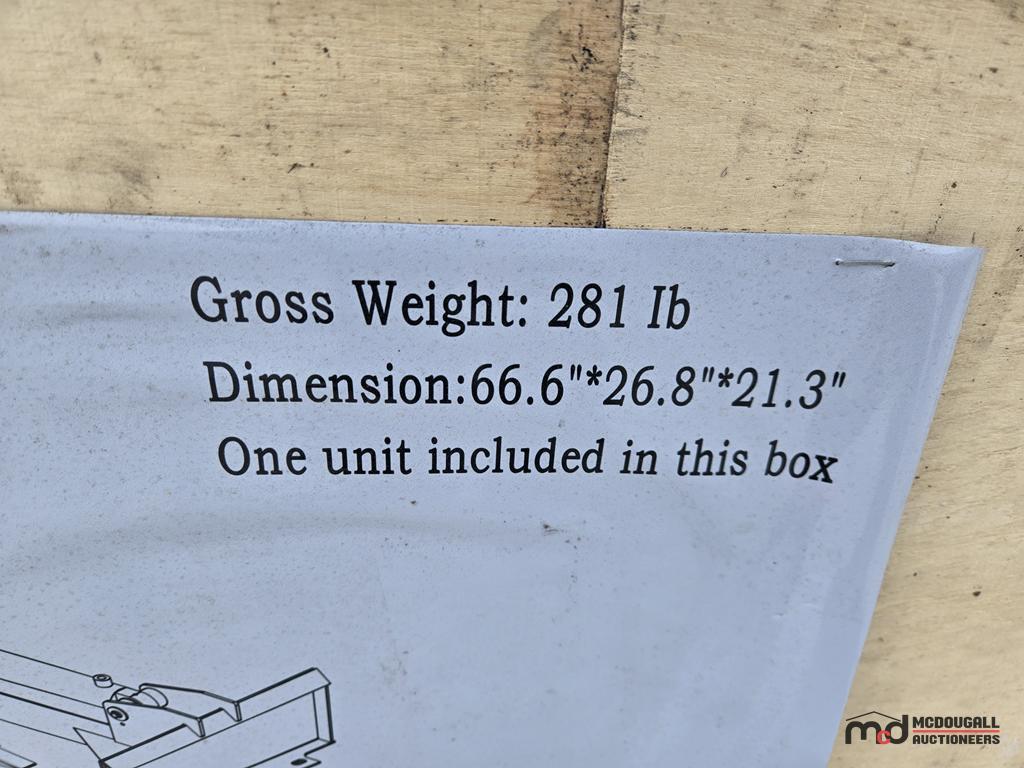 Gross Weight: 281 Ib
Dimension:66.6"*26.8"*21.3"
One unit included in this box
mcd MCDOUGALL
AUCTIONEERS